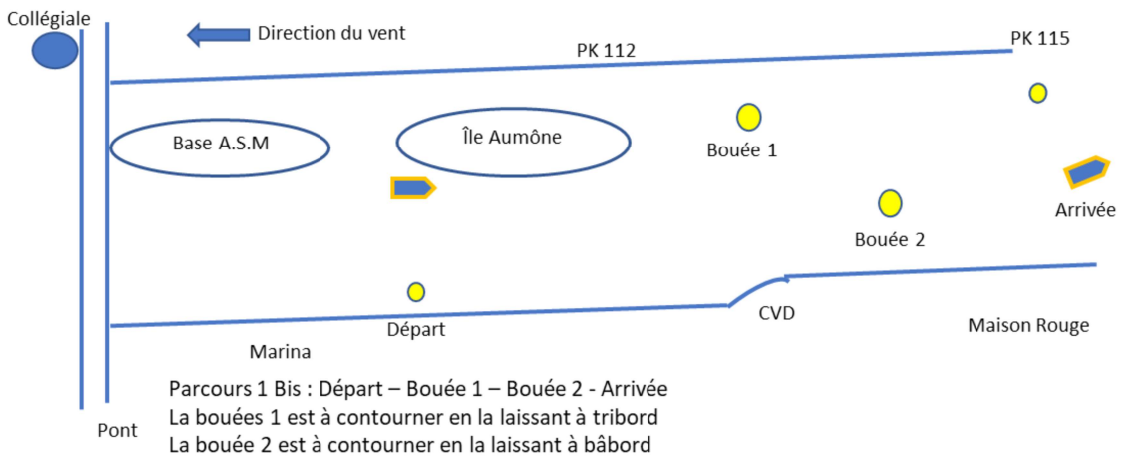 Collégiale
Direction du vent
PK 112
PK 115
Base A.S.M
Île Aumône
Bouée 1
Arrivée
Bouée 2
CVD
Départ
Maison Rouge
Marina
Parcours 1 Bis : Départ – Bouée 1 – Bouée 2 - Arrivée
La bouées 1 est à contourner en la laissant à tribord
Pont
La bouée 2 est à contourner en la laissant à bâbord